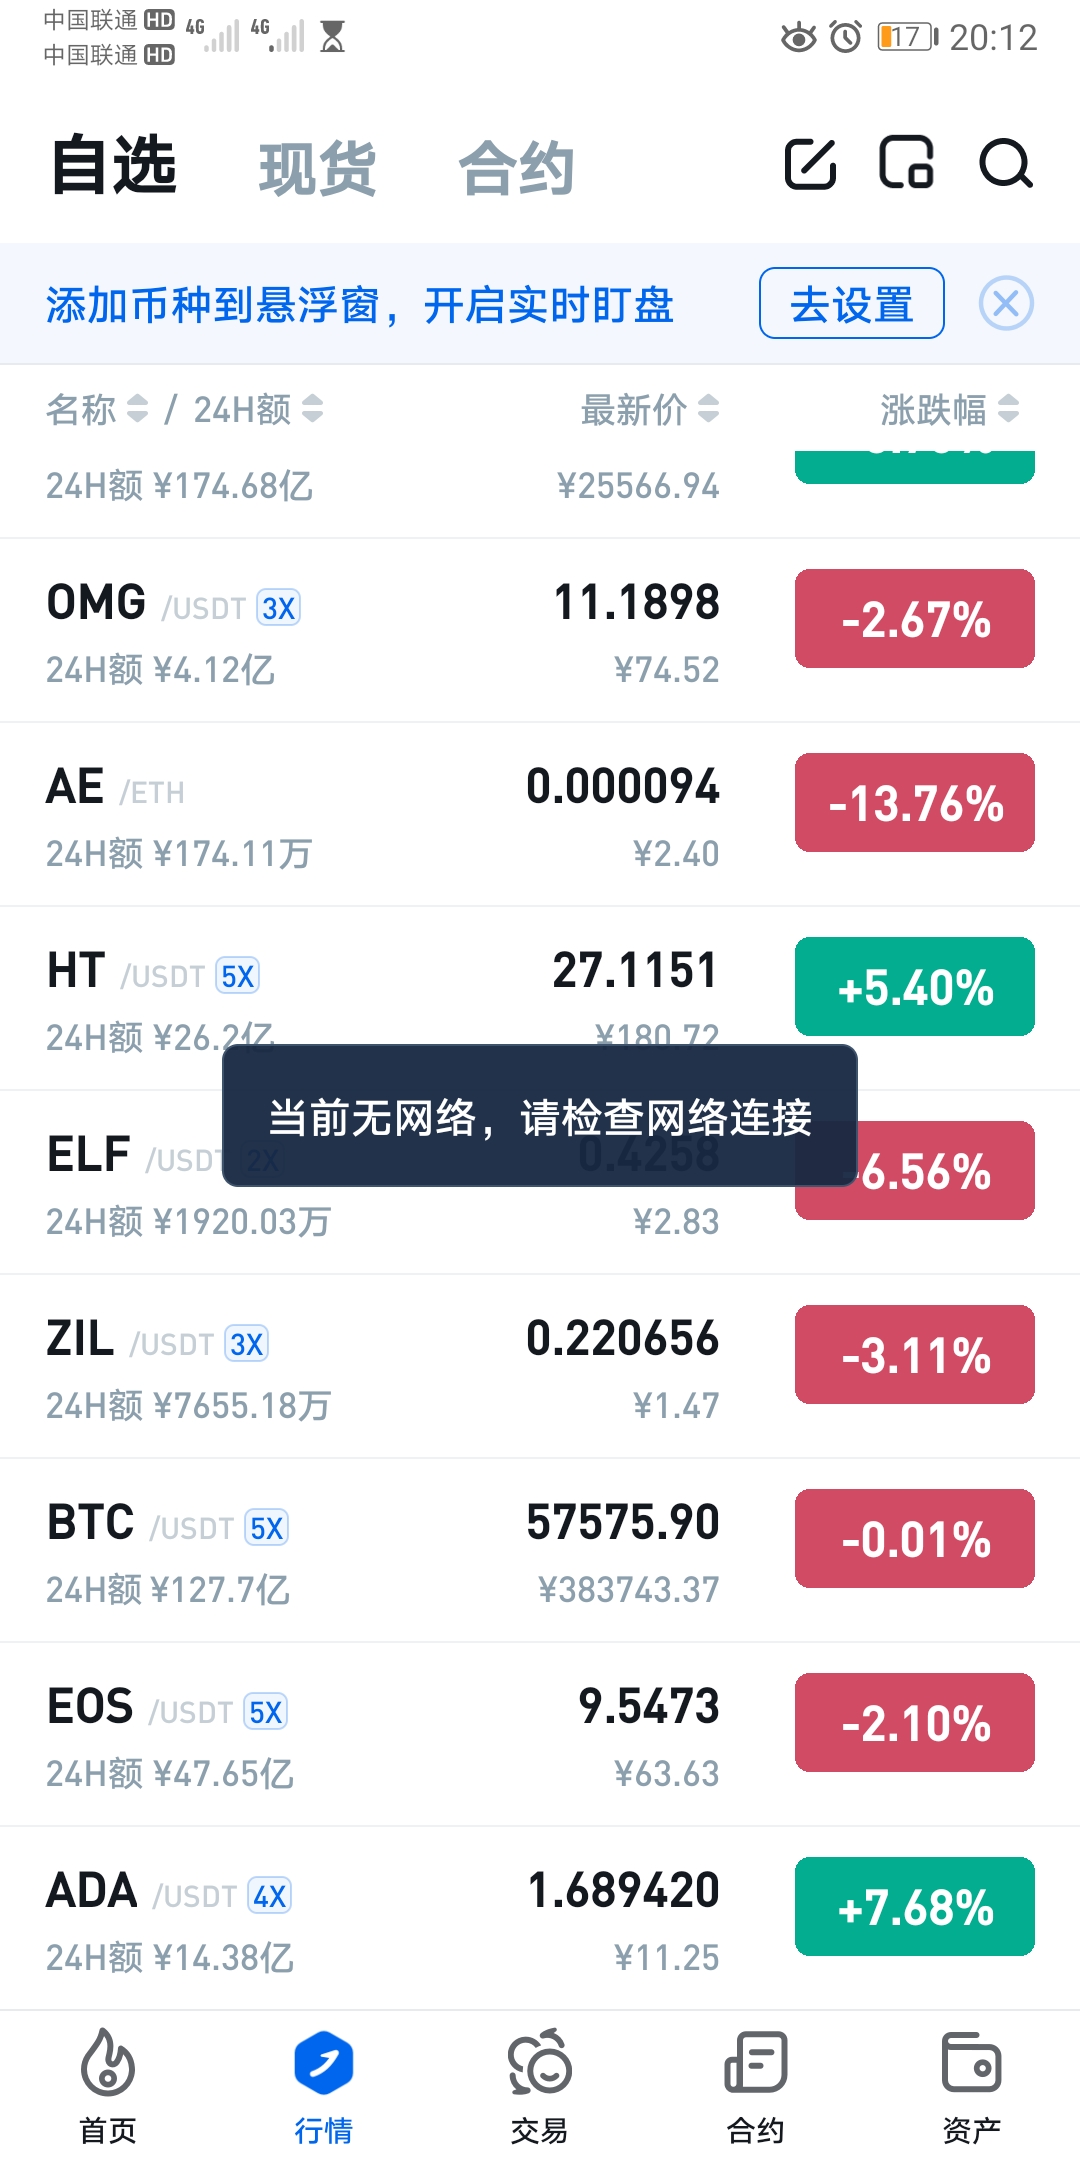 中国联通 HD 4G 4G 17 20:12
中国联通 HD
自选 现货 合约
添加币种到悬浮窗，开启实时盯盘 去设置
名称 / 24H额 最新价 涨跌幅
24H额 ¥174.68亿 ¥25566.94
OMG /USDT 3X 11.1898 -2.67%
24H额 ¥4.12亿 ¥74.52
AE /ETH 0.000094 -13.76%
24H额 ¥174.11万 ¥2.40
HT /USDT 5X 27.1151 +5.40%
24H额 ¥26.2亿 ¥180.72
当前无网络，请检查网络连接
ELF /USDT 2X 0.4258 -6.56%
24H额 ¥1920.03万 ¥2.83
ZIL /USDT 3X 0.220656 -3.11%
24H额 ¥7655.18万 ¥1.47
BTC /USDT 5X 57575.90 -0.01%
24H额 ¥127.7亿 ¥383743.37
EOS /USDT 5X 9.5473 -2.10%
24H额 ¥47.65亿 ¥63.63
ADA /USDT 4X 1.689420 +7.68%
24H额 ¥14.38亿 ¥11.25
首页 行情 交易 合约 资产